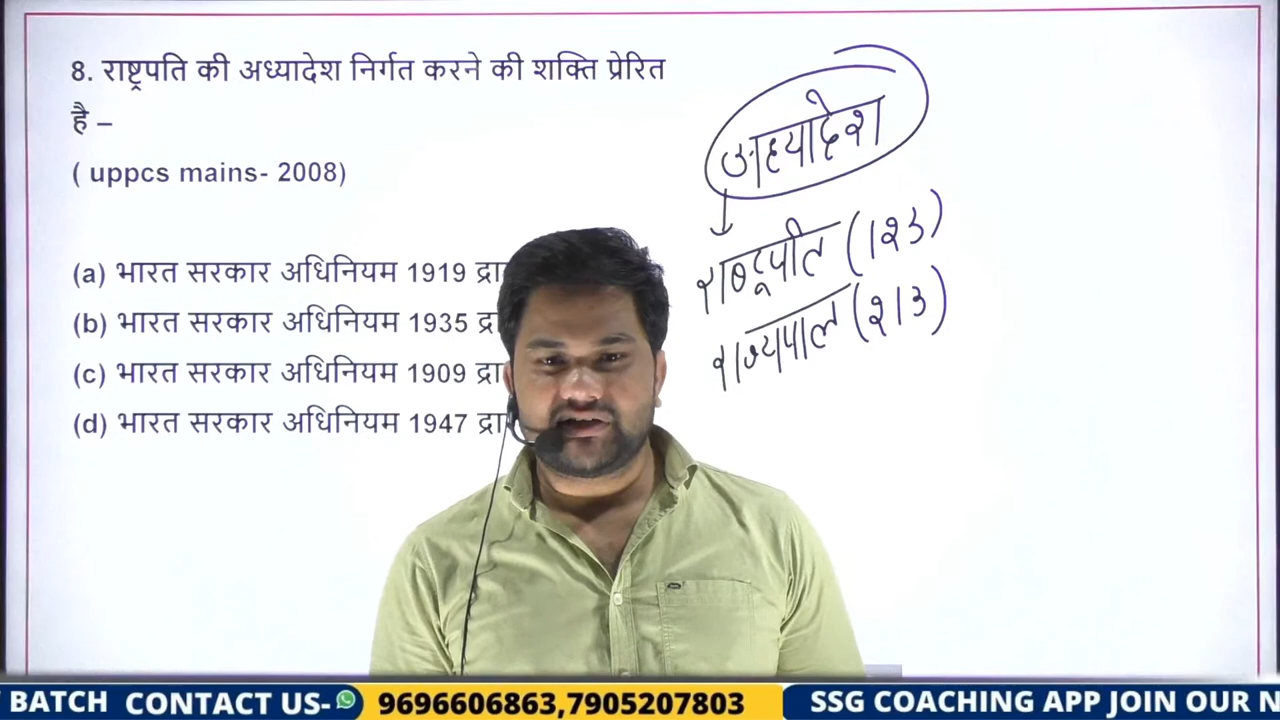 8. राष्ट्रपति की अध्यादेश निर्गत करने की शक्ति प्रेरित
है –
( uppcs mains- 2008)
(a) भारत सरकार अधिनियम 1919 द्रा
(b) भारत सरकार अधिनियम 1935 द्रा
(c) भारत सरकार अधिनियम 1909 द्रा
(d) भारत सरकार अधिनियम 1947 द्रा
अध्यादेश
राष्ट्रपति (123)
राज्यपाल (213)
BATCH CONTACT US- 9696606863,7905207803 SSG COACHING APP JOIN OUR N